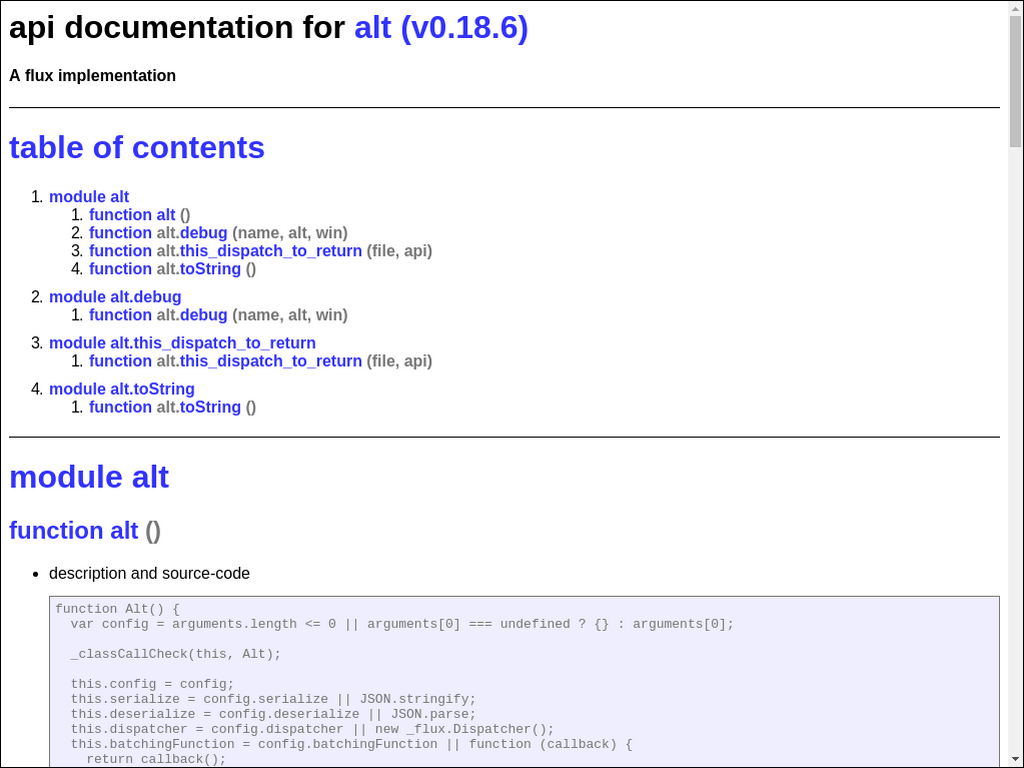 api documentation for alt (v0.18.6)
A flux implementation
table of contents
1. module alt
1. function alt ()
2. function alt.debug (name, alt, win)
3. function alt.this_dispatch_to_return (file, api)
4. function alt.toString ()
2. module alt.debug
1. function alt.debug (name, alt, win)
3. module alt.this_dispatch_to_return
1. function alt.this_dispatch_to_return (file, api)
4. module alt.toString
1. function alt.toString ()
module alt
function alt ()
• description and source-code
function Alt() {
  var config = arguments.length <= 0 || arguments[0] === undefined ? {} : arguments[0];
  _classCallCheck(this, Alt);
  this.config = config;
  this.serialize = config.serialize || JSON.stringify;
  this.deserialize = config.deserialize || JSON.parse;
  this.dispatcher = config.dispatcher || new _flux.Dispatcher();
  this.batchingFunction = config.batchingFunction || function (callback) {
    return callback();